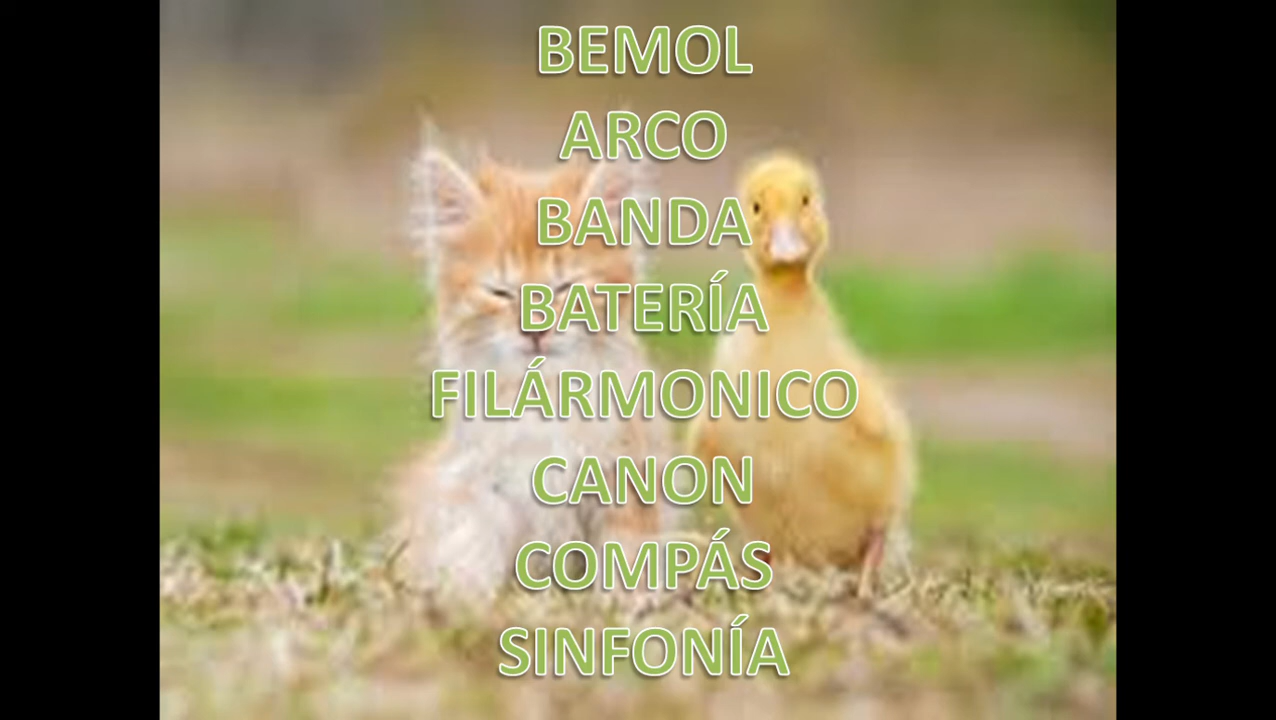 BEMOL
ARCO
BANDA
BATERÍA
FILÁRMONICO
CANON
COMPÁS
SINFONÍA